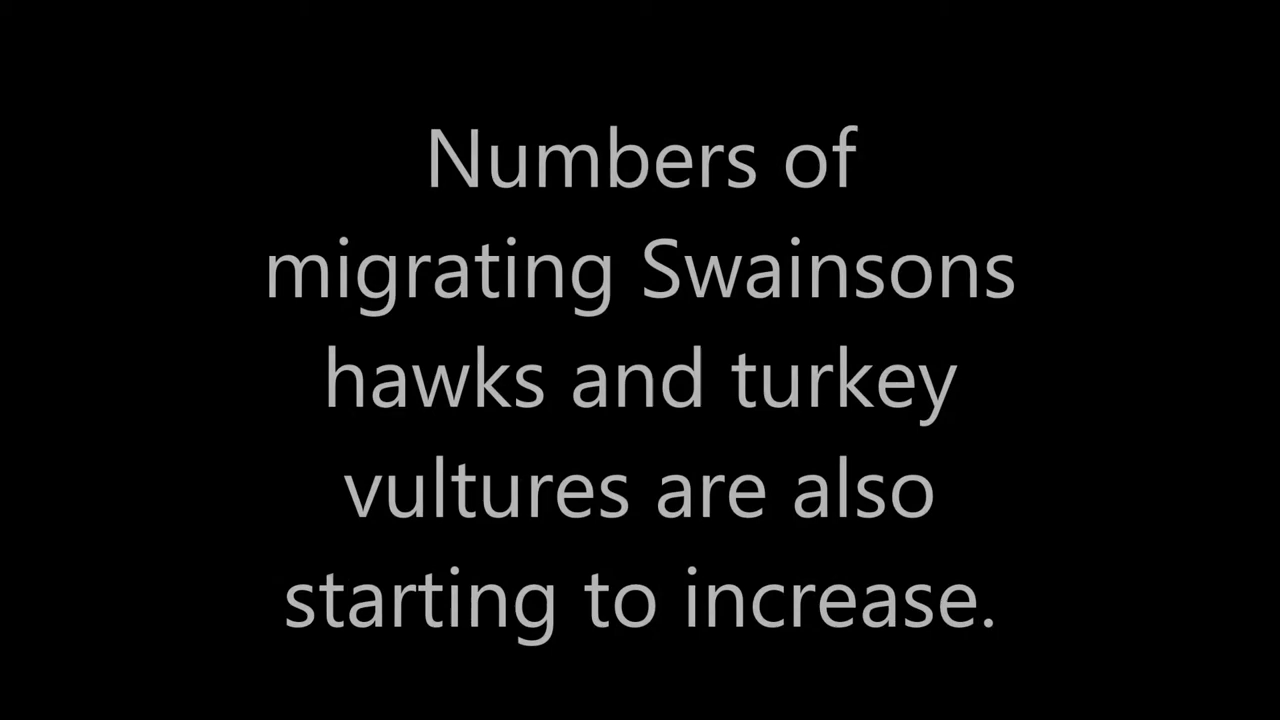 Numbers of
migrating Swainsons
hawks and turkey
vultures are also
starting to increase.